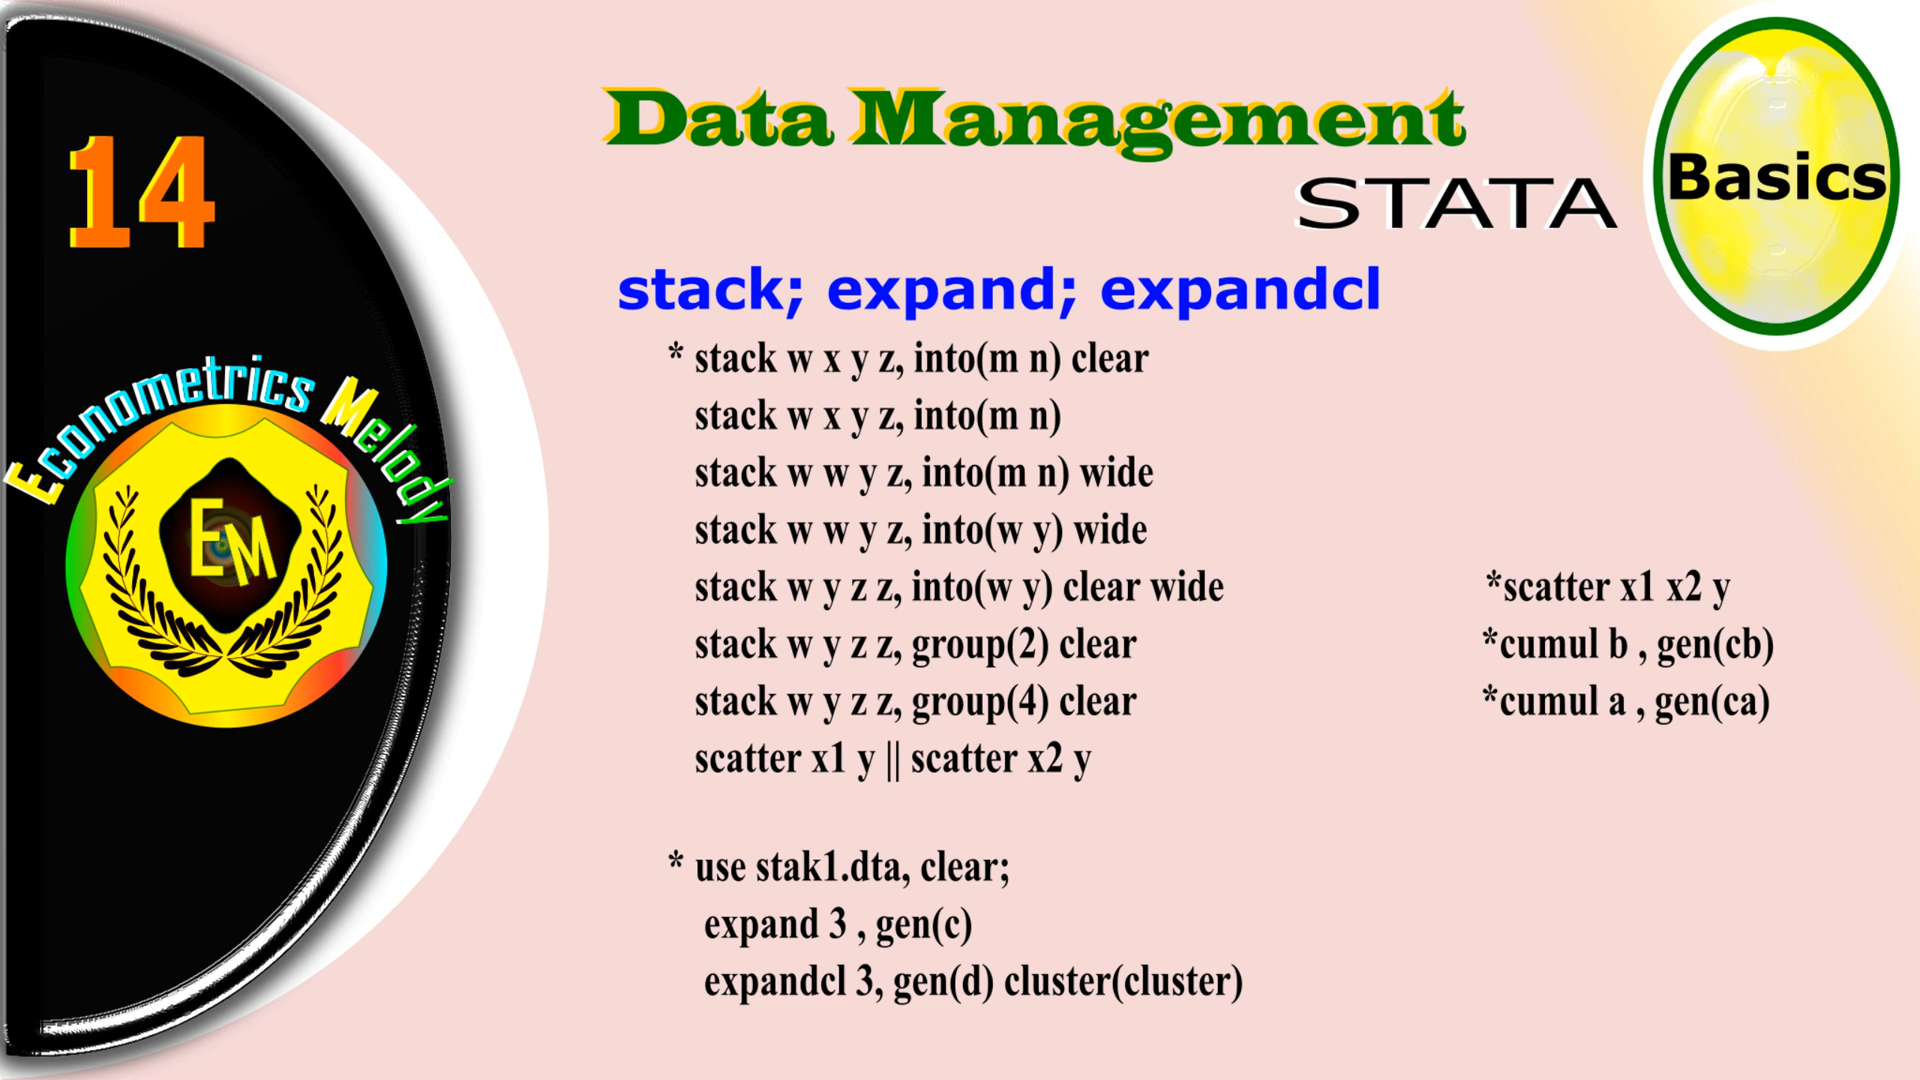 14
Data Management
STATA
Basics
Econometrics Melody
EM
stack; expand; expandcl
* stack w x y z, into(m n) clear
stack w x y z, into(m n)
stack w w y z, into(m n) wide
stack w w y z, into(w y) wide
stack w y z z, into(w y) clear wide
*scatter x1 x2 y
stack w y z z, group(2) clear
*cumul b , gen(cb)
stack w y z z, group(4) clear
*cumul a , gen(ca)
scatter x1 y || scatter x2 y
* use stak1.dta, clear;
expand 3 , gen(c)
expandcl 3, gen(d) cluster(cluster)